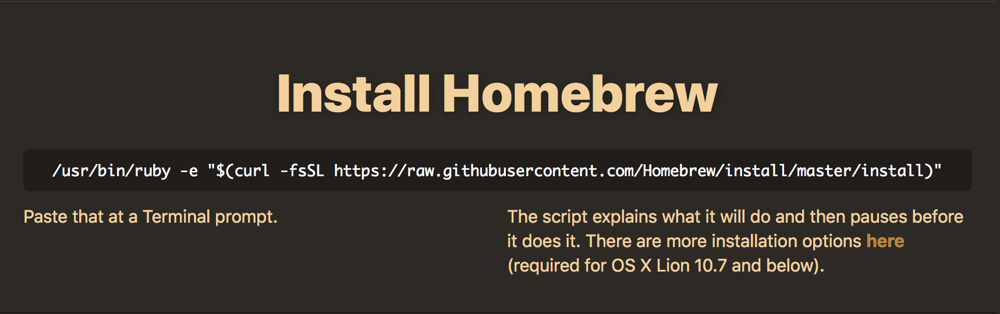 Install Homebrew
/usr/bin/ruby -e "$(curl -fsSL https://raw.githubusercontent.com/Homebrew/install/master/install)"
Paste that at a Terminal prompt.
The script explains what it will do and then pauses before
it does it. There are more installation options here
(required for OS X Lion 10.7 and below).